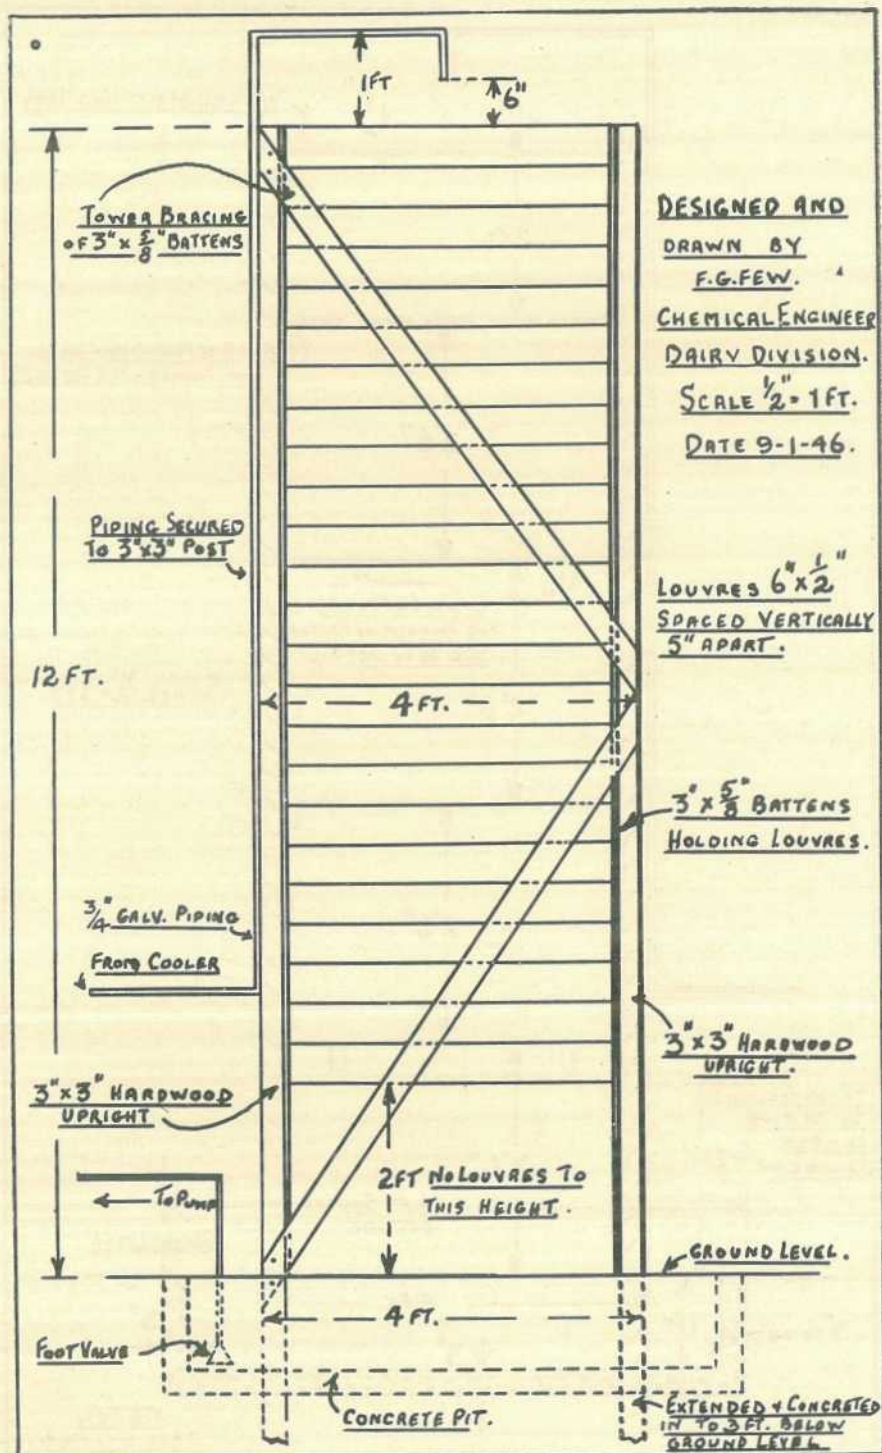 1FT
6"
TOWER BRACING
OF 3" x 5/8" BATTENS
DESIGNED AND
DRAWN BY
F.G.FEW.
CHEMICAL ENGINEER
DAIRY DIVISION.
SCALE 1/2" = 1FT.
DATE 9-1-46.
PIPING SECURED
TO 3"x3" POST
LOUVRES 6" x 1/2"
SPACED VERTICALLY
5" APART.
12 FT.
4 FT.
3" x 5/8" BATTENS
HOLDING LOUVRES.
3/4" GALV. PIPING
FROM COOLER
3"x3" HARDWOOD
UPRIGHT.
3"x3" HARDWOOD
UPRIGHT
2FT NO LOUVRES TO
THIS HEIGHT.
TO PUMP
GROUND LEVEL.
4 FT.
FOOT VALVE
CONCRETE PIT.
EXTENDED & CONCRETED
IN TO 3 FT. BELOW
GROUND LEVEL